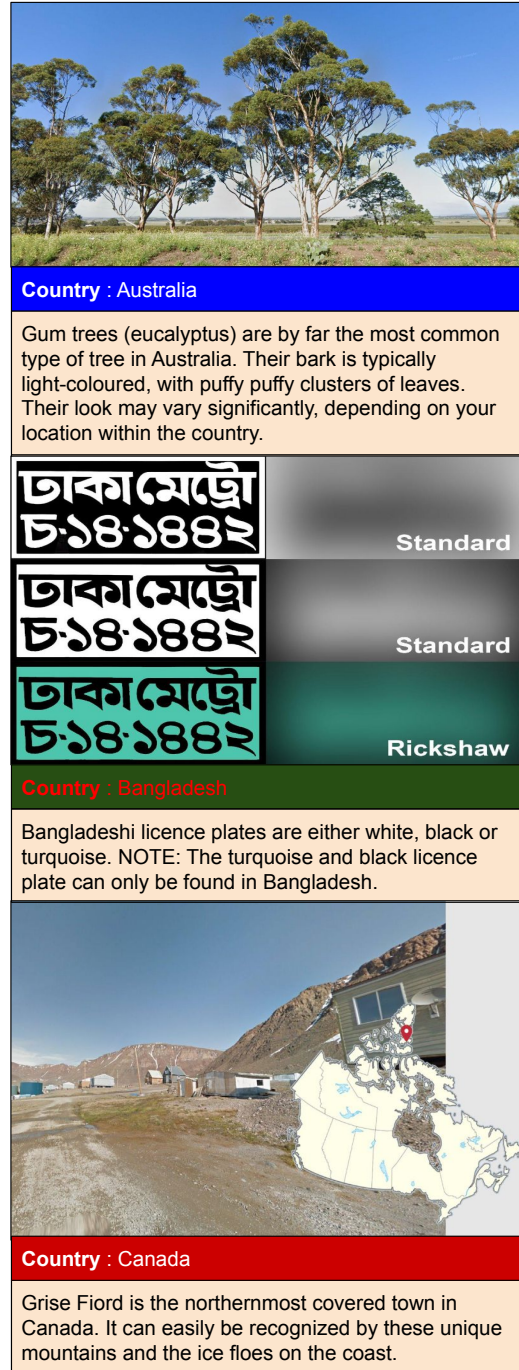 Country : Australia
Gum trees (eucalyptus) are by far the most common
type of tree in Australia. Their bark is typically
light-coloured, with puffy puffy clusters of leaves.
Their look may vary significantly, depending on your
location within the country.
ঢাকা মেট্রো
চ-১৪-১৪৪২
Standard
ঢাকা মেট্রো
চ-১৪-১৪৪২
Standard
ঢাকা মেট্রো
চ-১৪-১৪৪২
Rickshaw
Country : Bangladesh
Bangladeshi licence plates are either white, black or
turquoise. NOTE: The turquoise and black licence
plate can only be found in Bangladesh.
Country : Canada
Grise Fiord is the northernmost covered town in
Canada. It can easily be recognized by these unique
mountains and the ice floes on the coast.